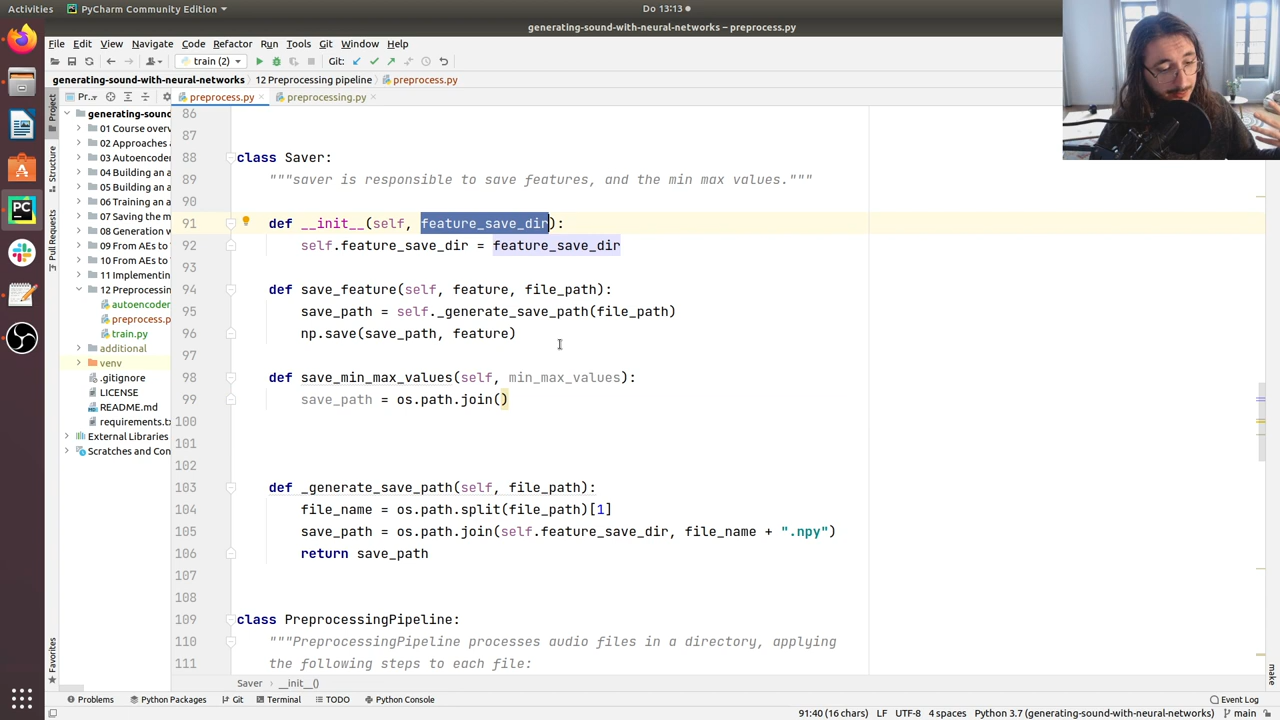 Activities
PyCharm Community Edition
Do 13:13
generating-sound-with-neural-networks – preprocess.py
File Edit View Navigate Code Refactor Run Tools Git Window Help
train (2)
Git:
generating-sound-with-neural-networks
12 Preprocessing pipeline
preprocess.py
Project
Structure
Pull Requests
Favorites
Pr...
generating-sound
01 Course overv
02 Approaches
03 Autoencod
04 Building an a
05 Building an a
06 Training an a
07 Saving the m
08 Generation w
09 From AEs to
10 From AEs to
11 Implementin
12 Preprocessin
autoencoder
preprocess.p
train.py
additional
venv
.gitignore
LICENSE
README.md
requirements.tx
External Libraries
Scratches and Con
preprocess.py
preprocessing.py
86
87
88 class Saver:
89 """saver is responsible to save features, and the min max values."""
90
91 def __init__(self, feature_save_dir):
92 self.feature_save_dir = feature_save_dir
93
94 def save_feature(self, feature, file_path):
95 save_path = self._generate_save_path(file_path)
96 np.save(save_path, feature)
97
98 def save_min_max_values(self, min_max_values):
99 save_path = os.path.join()
100
101
102
103 def _generate_save_path(self, file_path):
104 file_name = os.path.split(file_path)[1]
105 save_path = os.path.join(self.feature_save_dir, file_name + ".npy")
106 return save_path
107
108
109 class PreprocessingPipeline:
110 """PreprocessingPipeline processes audio files in a directory, applying
111 the following steps to each file:
Saver
__init__()
make
Problems
Python Packages
Git
Terminal
TODO
Python Console
Event Log
91:40 (16 chars)
LF
UTF-8
4 spaces
Python 3.7 (generating-sound-with-neural-networks)
main